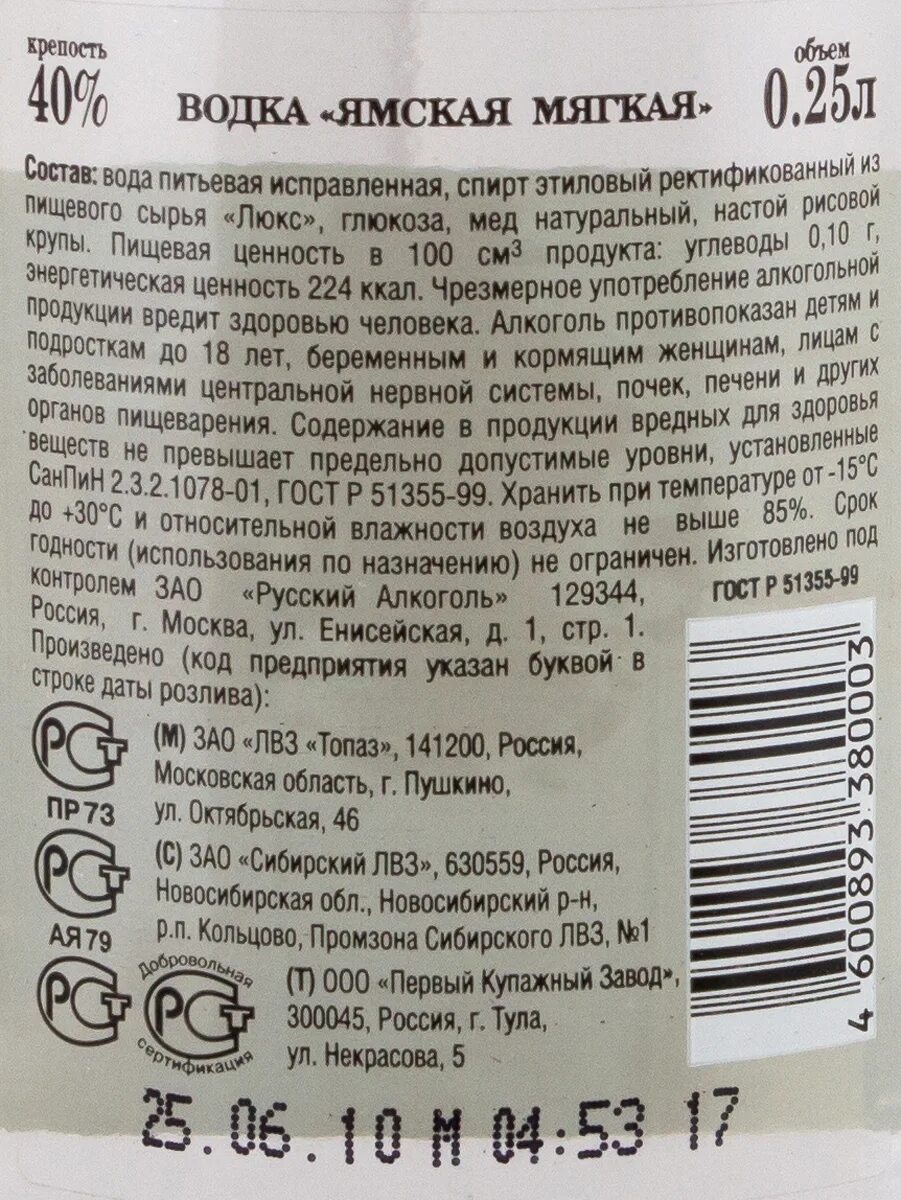 крепость
40%
ВОДКА «ЯМСКАЯ МЯГКАЯ»
объем
0.25л
Состав: вода питьевая исправленная, спирт этиловый ректификованный из
пищевого сырья «Люкс», глюкоза, мед натуральный, настой рисовой
крупы. Пищевая ценность в 100 см³ продукта: углеводы 0,10 г,
энергетическая ценность 224 ккал. Чрезмерное употребление алкогольной
продукции вредит здоровью человека. Алкоголь противопоказан детям и
подросткам до 18 лет, беременным и кормящим женщинам, лицам с
заболеваниями центральной нервной системы, почек, печени и других
органов пищеварения. Содержание в продукции вредных для здоровья
веществ не превышает предельно допустимые уровни, установленные
СанПиН 2.3.2.1078-01, ГОСТ Р 51355-99. Хранить при температуре от -15°С
до +30°С и относительной влажности воздуха не выше 85%. Срок
годности (использования по назначению) не ограничен. Изготовлено под
контролем ЗАО «Русский Алкоголь» 129344,
Россия, г. Москва, ул. Енисейская, д. 1, стр. 1.
Произведено (код предприятия указан буквой в
строке даты розлива):
ГОСТ Р 51355-99
4 600893 380003
РСТ
ПР73
(М) ЗАО «ЛВЗ «Топаз», 141200, Россия,
Московская область, г. Пушкино,
ул. Октябрьская, 46
РСТ
АЯ79
(С) ЗАО «Сибирский ЛВЗ», 630559, Россия,
Новосибирская обл., Новосибирский р-н,
р.п. Кольцово, Промзона Сибирского ЛВЗ, №1
РСТ
Добровольная
РСТ
сертификация
(Т) ООО «Первый Купажный Завод»,
300045, Россия, г. Тула,
ул. Некрасова, 5
25.06.10 М 04:53 17